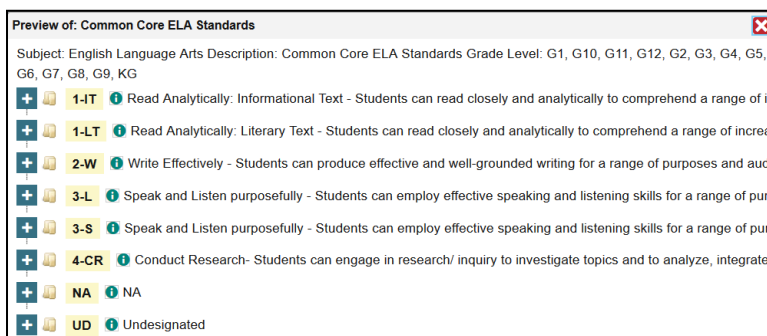 Preview of: Common Core ELA Standards
Subject: English Language Arts Description: Common Core ELA Standards Grade Level: G1, G10, G11, G12, G2, G3, G4, G5,
G6, G7, G8, G9, KG
1-IT Read Analytically: Informational Text - Students can read closely and analytically to comprehend a range of
1-LT Read Analytically: Literary Text - Students can read closely and analytically to comprehend a range of
2-W Write Effectively - Students can produce effective and well-grounded writing for a range of purposes and
3-L Speak and Listen purposefully - Students can employ effective speaking and listening skills for a range of
3-S Speak and Listen purposefully - Students can employ effective speaking and listening skills for a range of
4-CR Conduct Research- Students can engage in research/ inquiry to investigate topics and to analyze, integrate
NA NA
UD Undesignated